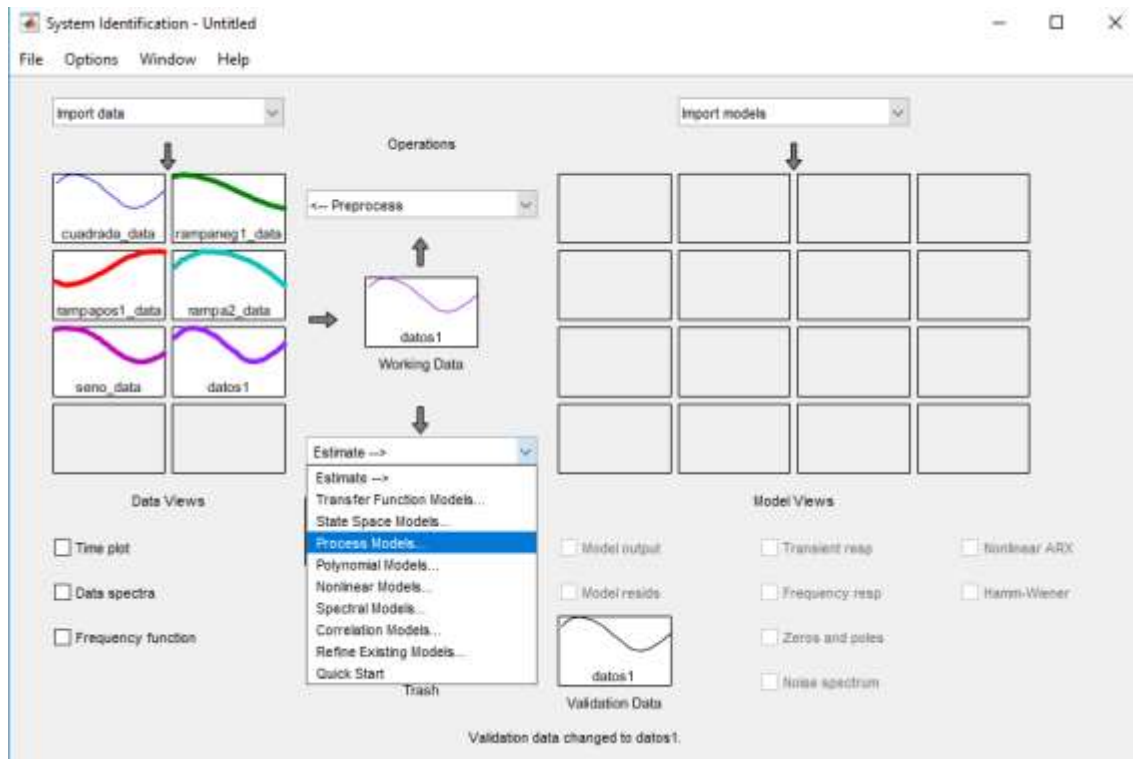 System Identification - Untitled
File Options Window Help
Import data
Import models
Operations
<-- Preprocess
cuadrada_data
rampaneg1_data
rampapos1_data
rampa2_data
datos1
Working Data
seno_data
datos1
Estimate -->
Estimate -->
Transfer Function Models...
State Space Models...
Process Models...
Polynomial Models...
Nonlinear Models...
Spectral Models...
Correlation Models...
Refine Existing Models...
Quick Start
Data Views
Time plot
Data spectra
Frequency function
Trash
Model Views
Model output
Transient resp
Nonlinear ARX
Model resids
Frequency resp
Hamm-Wiener
Zeros and poles
Noise spectrum
datos1
Validation Data
Validation data changed to datos1.